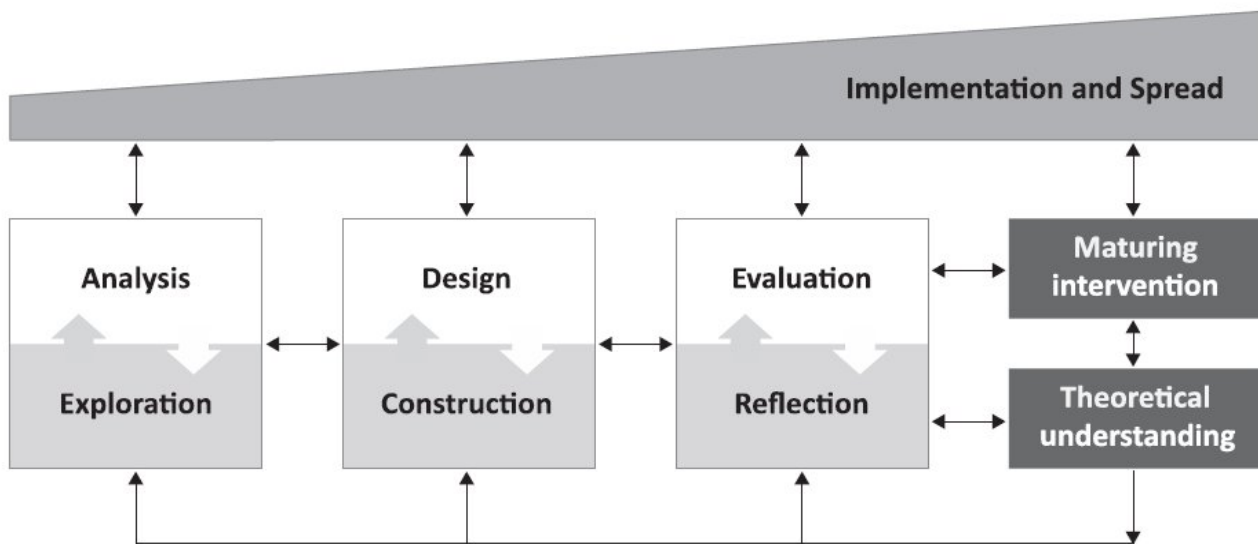 Implementation and Spread
Analysis
Exploration
Design
Construction
Evaluation
Reflection
Maturing
intervention
Theoretical
understanding